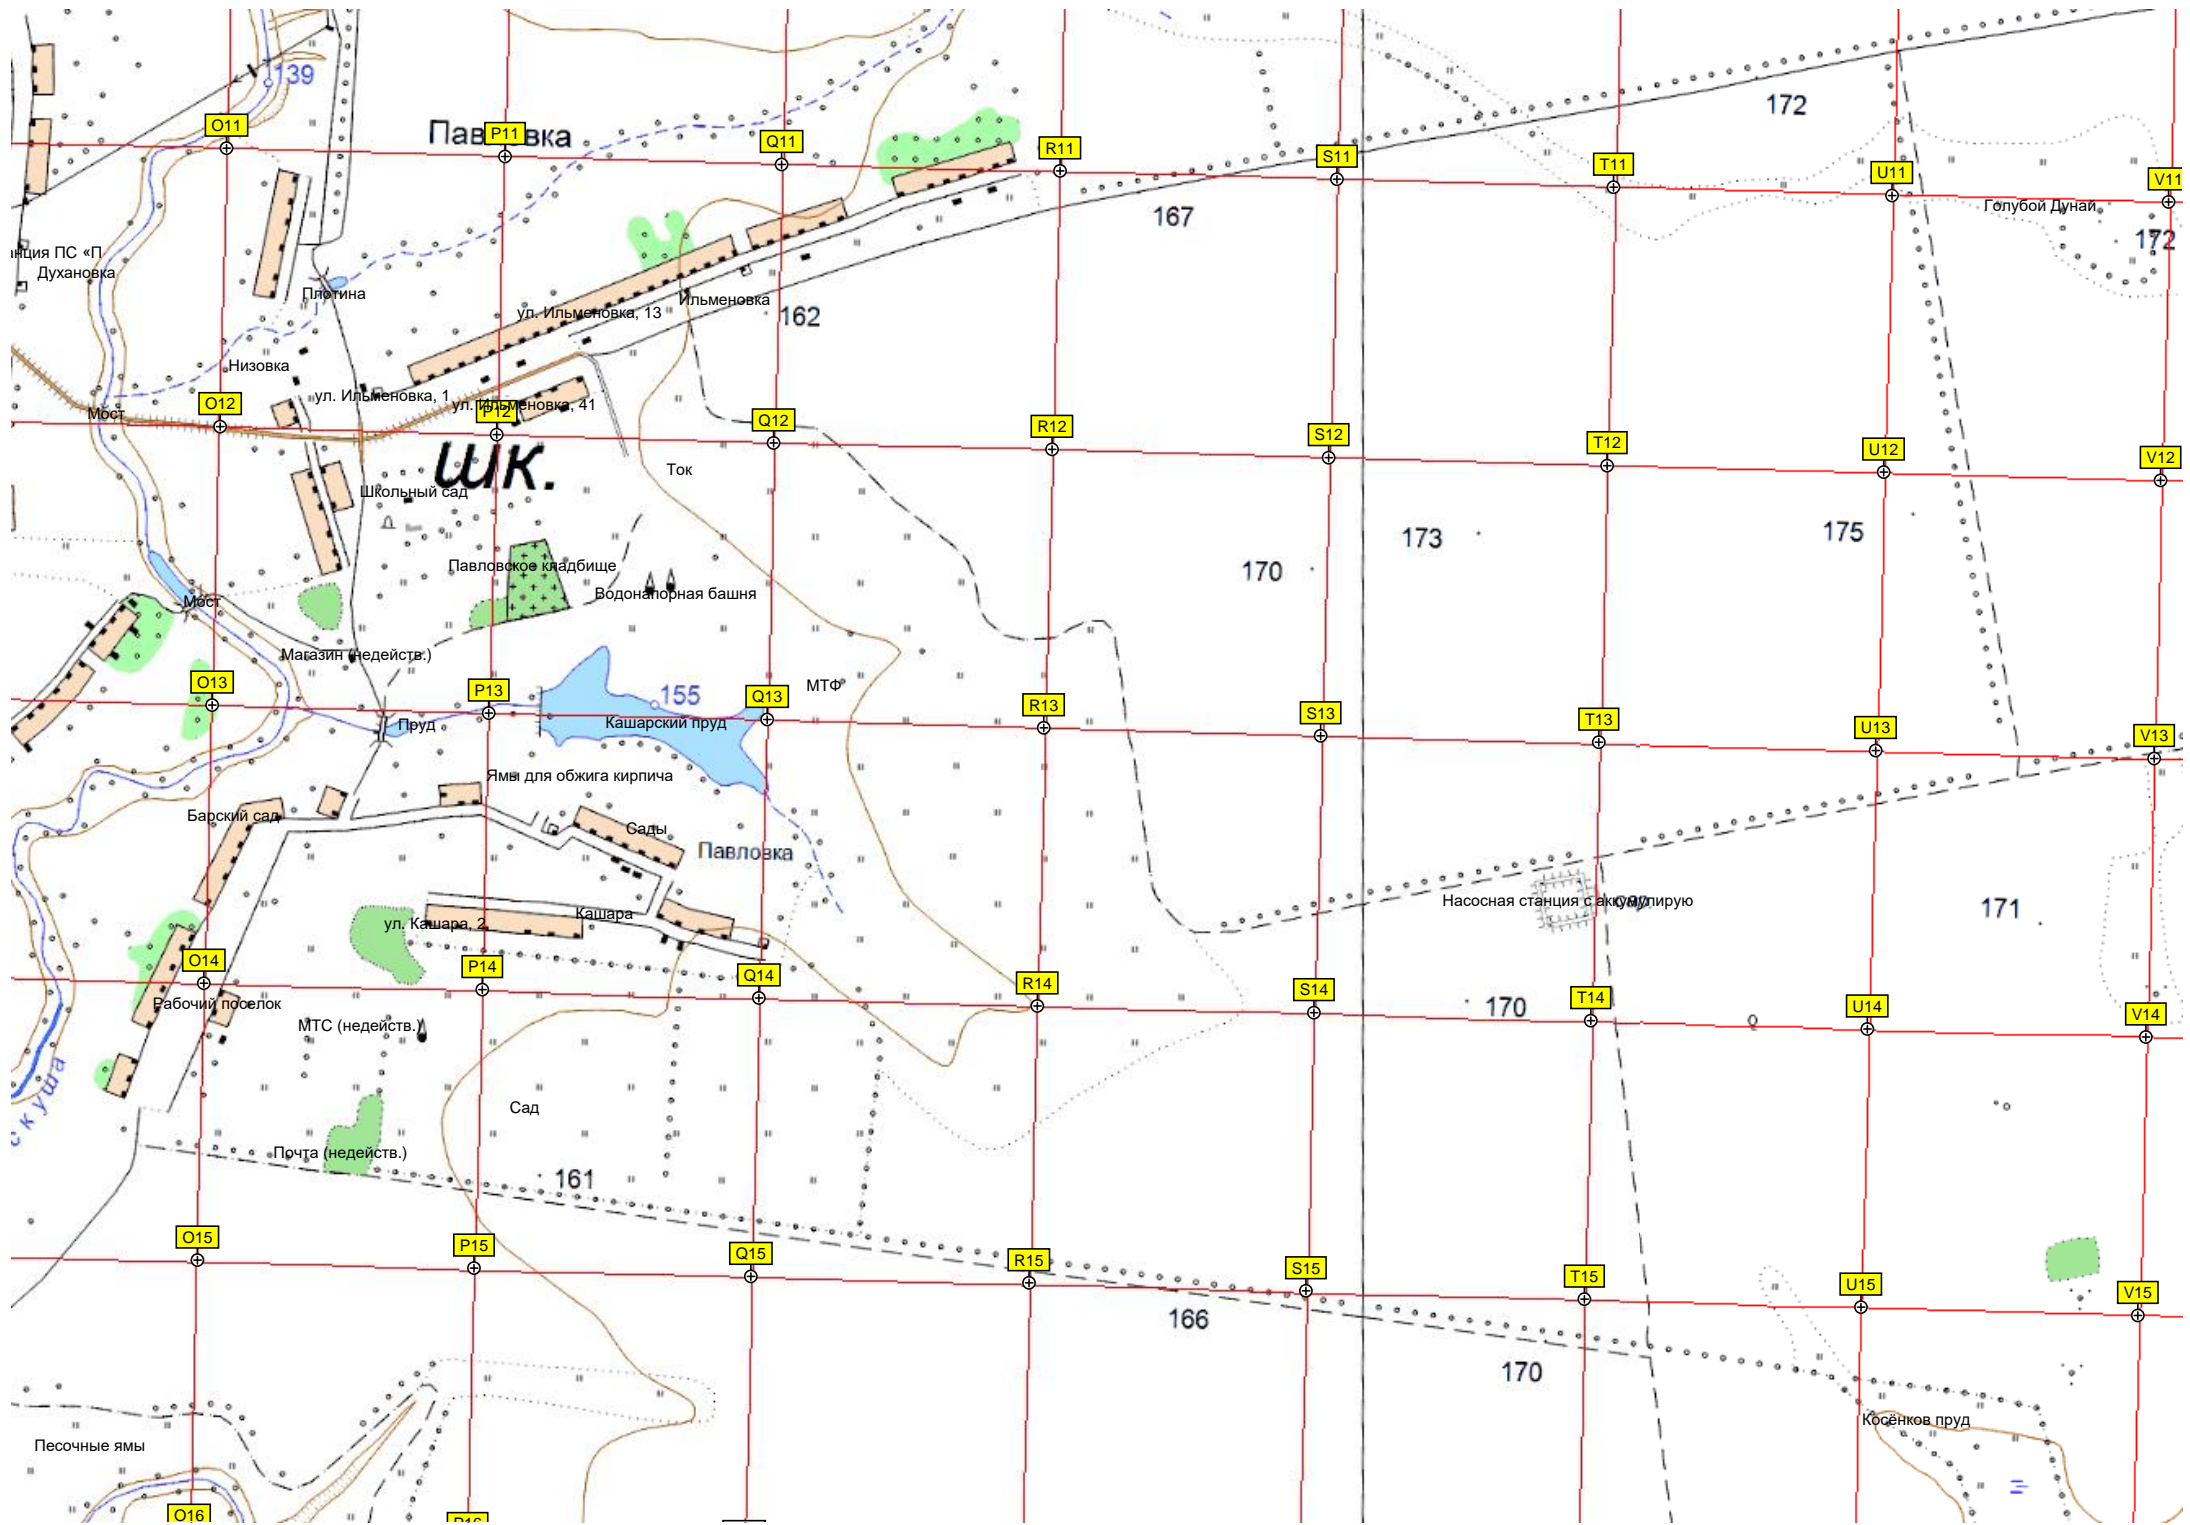 139
172
O11
P11
Q11
R11
S11
T11
U11
V11
167
Голубой Дунай
172
нция ПС «П
Духановка
Плотина
Ильменовка
ул. Ильменовка, 13
162
Низовка
ул. Ильменовка, 1
ул. Ильменовка, 41
Мост
O12
P12
Q12
R12
S12
T12
U12
V12
шк.
Ток
Школьный сад
173
175
170
Павловское кладбище
Водонапорная башня
Мост
Магазин (недейств.)
O13
P13
155
Q13
МТФ
R13
S13
T13
U13
V13
Пруд
Кашарский пруд
Ямы для обжига кирпича
Барский сад
Сады
Павловка
Насосная станция с аккумулирую
171
ул. Кашара, 2
Кашара
O14
P14
Q14
R14
S14
T14
U14
V14
Рабочий поселок
170
МТС (недейств.)
скуша
Сад
Почта (недейств.)
161
O15
P15
Q15
R15
S15
T15
U15
V15
166
170
Косёнков пруд
Песочные ямы
O16
P16